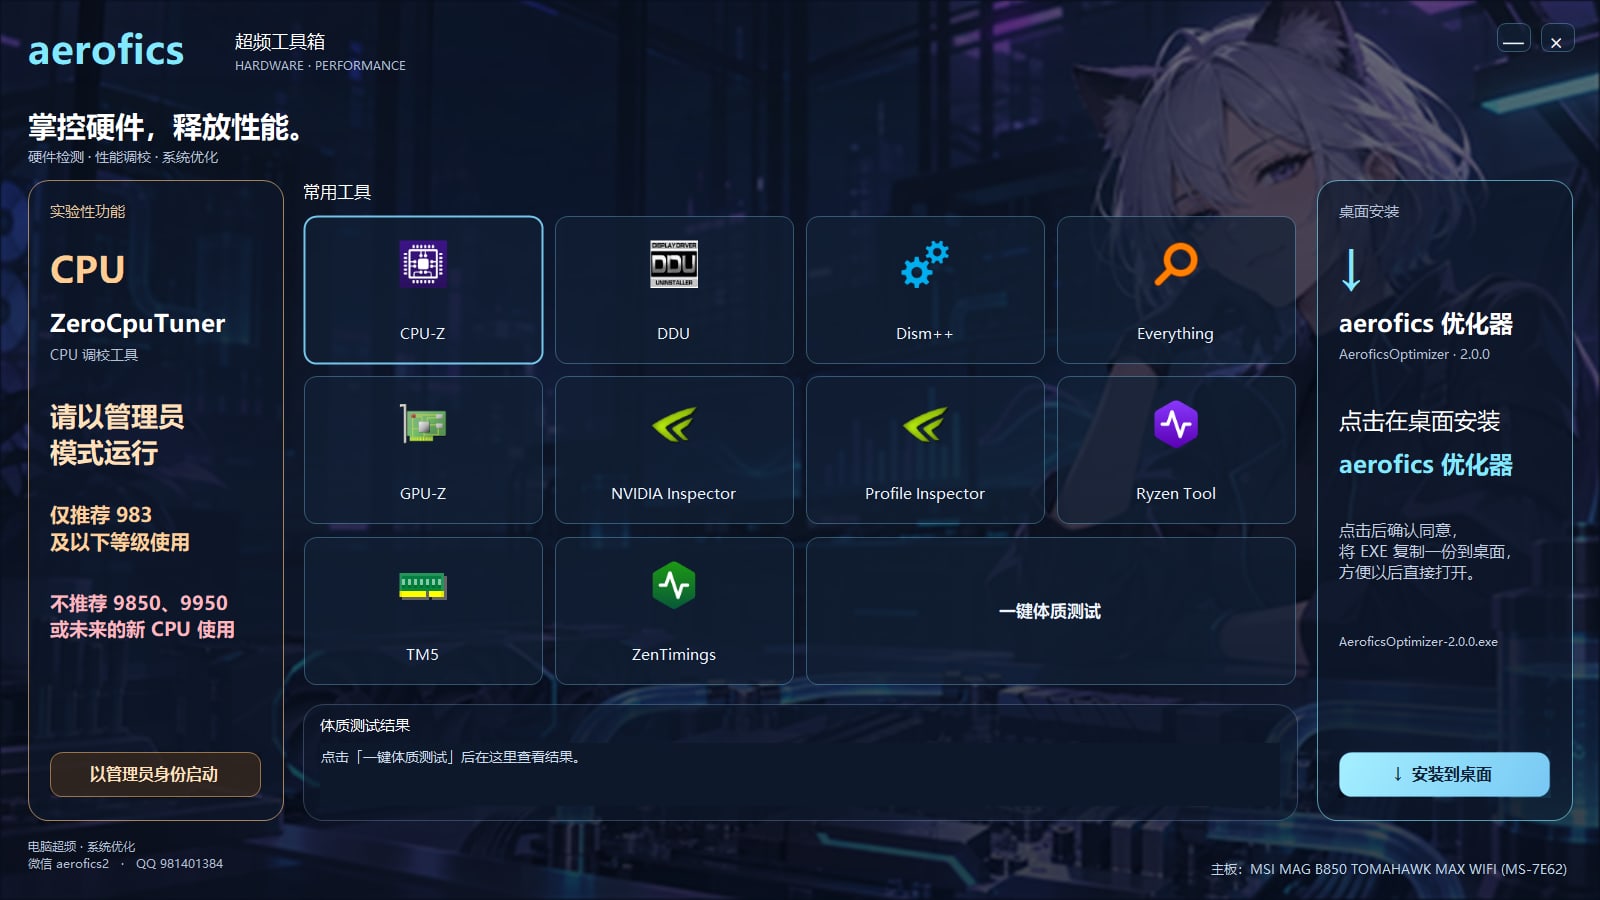 aerofics
超频工具箱
HARDWARE · PERFORMANCE
掌控硬件，释放性能。
硬件检测 · 性能调校 · 系统优化
实验性功能
CPU
ZeroCpuTuner
CPU 调校工具
请以管理员
模式运行
仅推荐 983
及以下等级使用
不推荐 9850、9950
或未来的新 CPU 使用
以管理员身份启动
常用工具
CPU-Z
DISPLAY DRIVER
DDU
UNINSTALLER
DDU
Dism++
Everything
GPU-Z
NVIDIA Inspector
Profile Inspector
Ryzen Tool
TM5
ZenTimings
一键体质测试
体质测试结果
点击「一键体质测试」后在这里查看结果。
桌面安装
↓
aerofics 优化器
AeroficsOptimizer · 2.0.0
点击在桌面安装
aerofics 优化器
点击后确认同意，
将 EXE 复制一份到桌面，
方便以后直接打开。
AeroficsOptimizer-2.0.0.exe
↓ 安装到桌面
电脑超频 · 系统优化
微信 aerofics2 · QQ 981401384
主板：MSI MAG B850 TOMAHAWK MAX WIFI (MS-7E62)